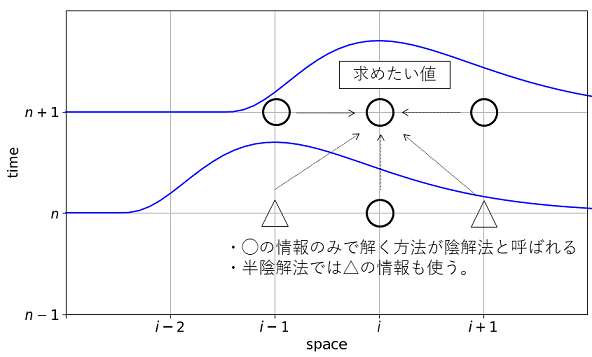 求めたい値
n + 1
time
n
・◯の情報のみで解く方法が陰解法と呼ばれる
・半陰解法では△の情報も使う。
n − 1
i − 2
i − 1
i
i + 1
space